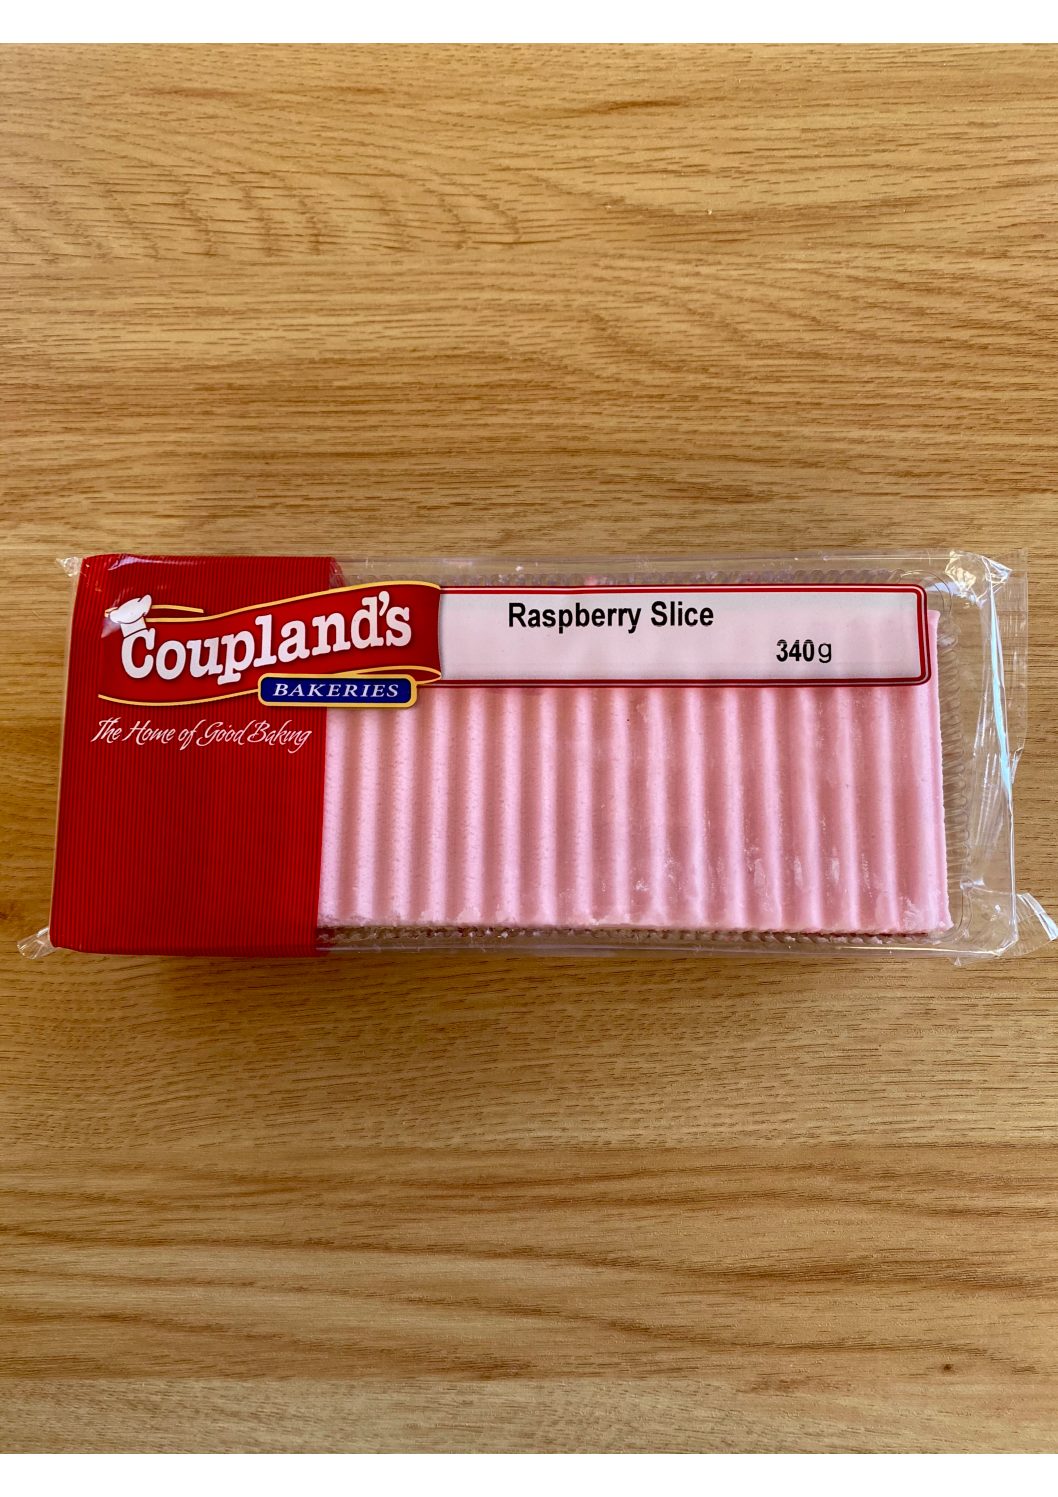 Coupland's
BAKERIES
The Home of Good Baking
Raspberry Slice
340g